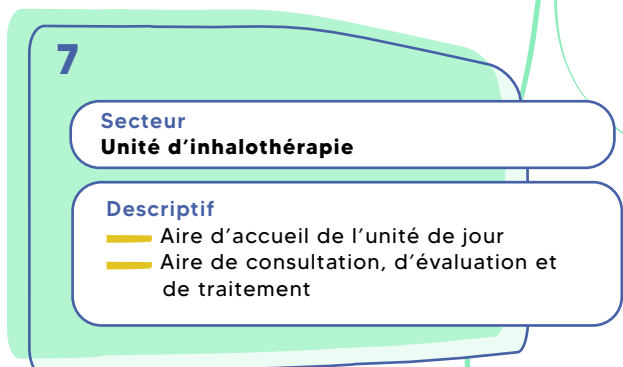 7
Secteur
Unité d'inhalothérapie
Descriptif
Aire d'accueil de l'unité de jour
Aire de consultation, d'évaluation et
de traitement